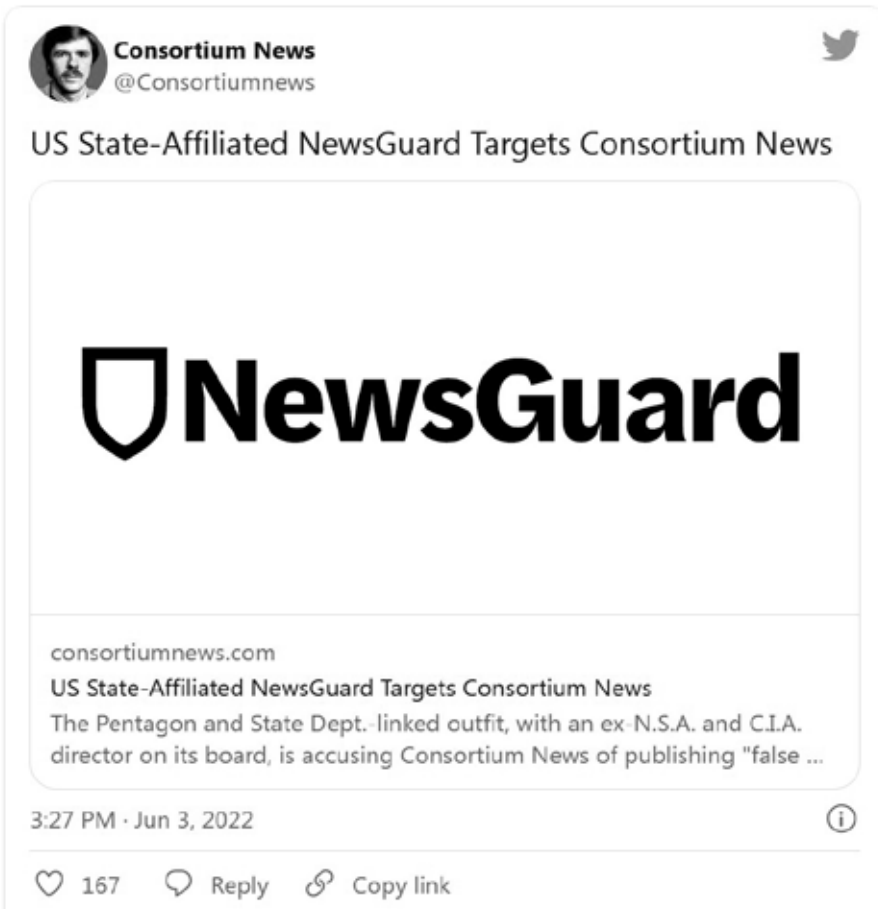 Consortium News
@Consortiumnews
US State-Affiliated NewsGuard Targets Consortium News
NewsGuard
consortiumnews.com
US State-Affiliated NewsGuard Targets Consortium News
The Pentagon and State Dept.-linked outfit, with an ex-N.S.A. and C.I.A.
director on its board, is accusing Consortium News of publishing "false ...
3:27 PM · Jun 3, 2022
167 Reply Copy link